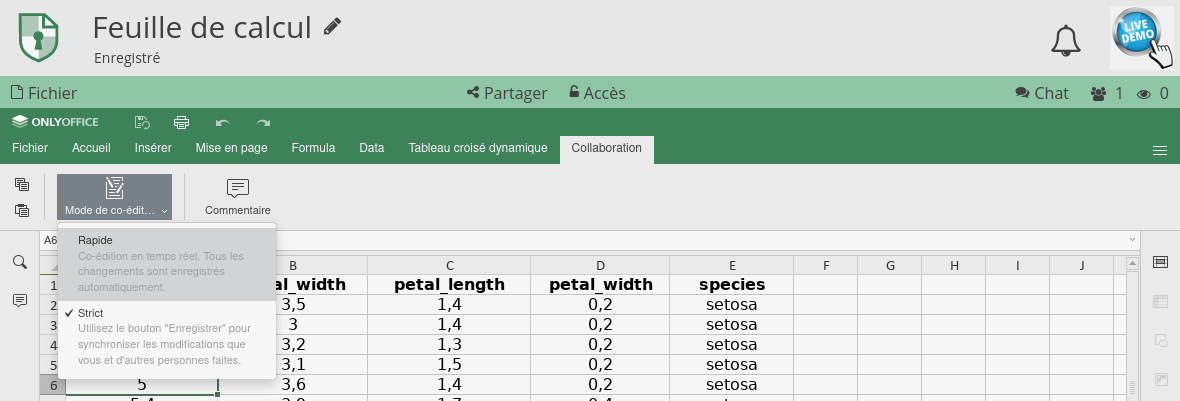 Feuille de calcul
Enregistré
LIVE
DEMO
Fichier
Partager
Accès
Chat
1
0
ONLYOFFICE
Fichier
Accueil
Insérer
Mise en page
Formula
Data
Tableau croisé dynamique
Collaboration
Mode de co-édit...
Commentaire
A6
Rapide
Co-édition en temps réel. Tous les
changements sont enregistrés
automatiquement.
Strict
Utilisez le bouton "Enregistrer" pour
synchroniser les modifications que
vous et d'autres personnes faites.
B C D E F G H I J
1 al_width petal_length petal_width species
2 3,5 1,4 0,2 setosa
3 3 1,4 0,2 setosa
4 3,2 1,3 0,2 setosa
5 3,1 1,5 0,2 setosa
6 5 3,6 1,4 0,2 setosa